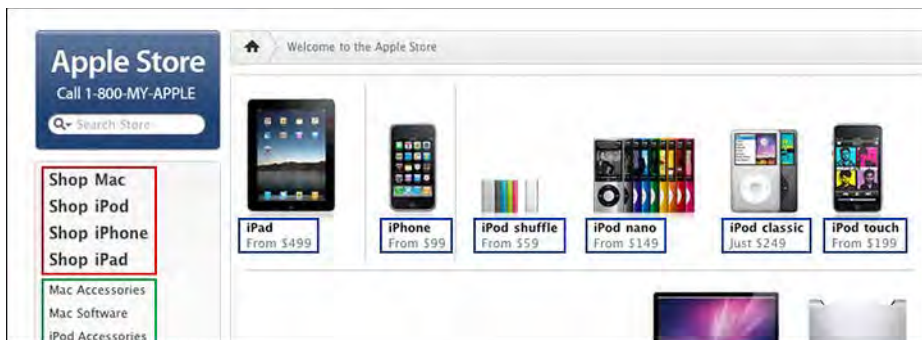 Apple Store
Call 1-800-MY-APPLE
Search Store
Welcome to the Apple Store
Shop Mac
Shop iPod
Shop iPhone
Shop iPad
Mac Accessories
Mac Software
iPod Accessories
iPad
From $499
iPhone
From $99
iPod shuffle
From $59
iPod nano
From $149
iPod classic
Just $249
iPod touch
From $199